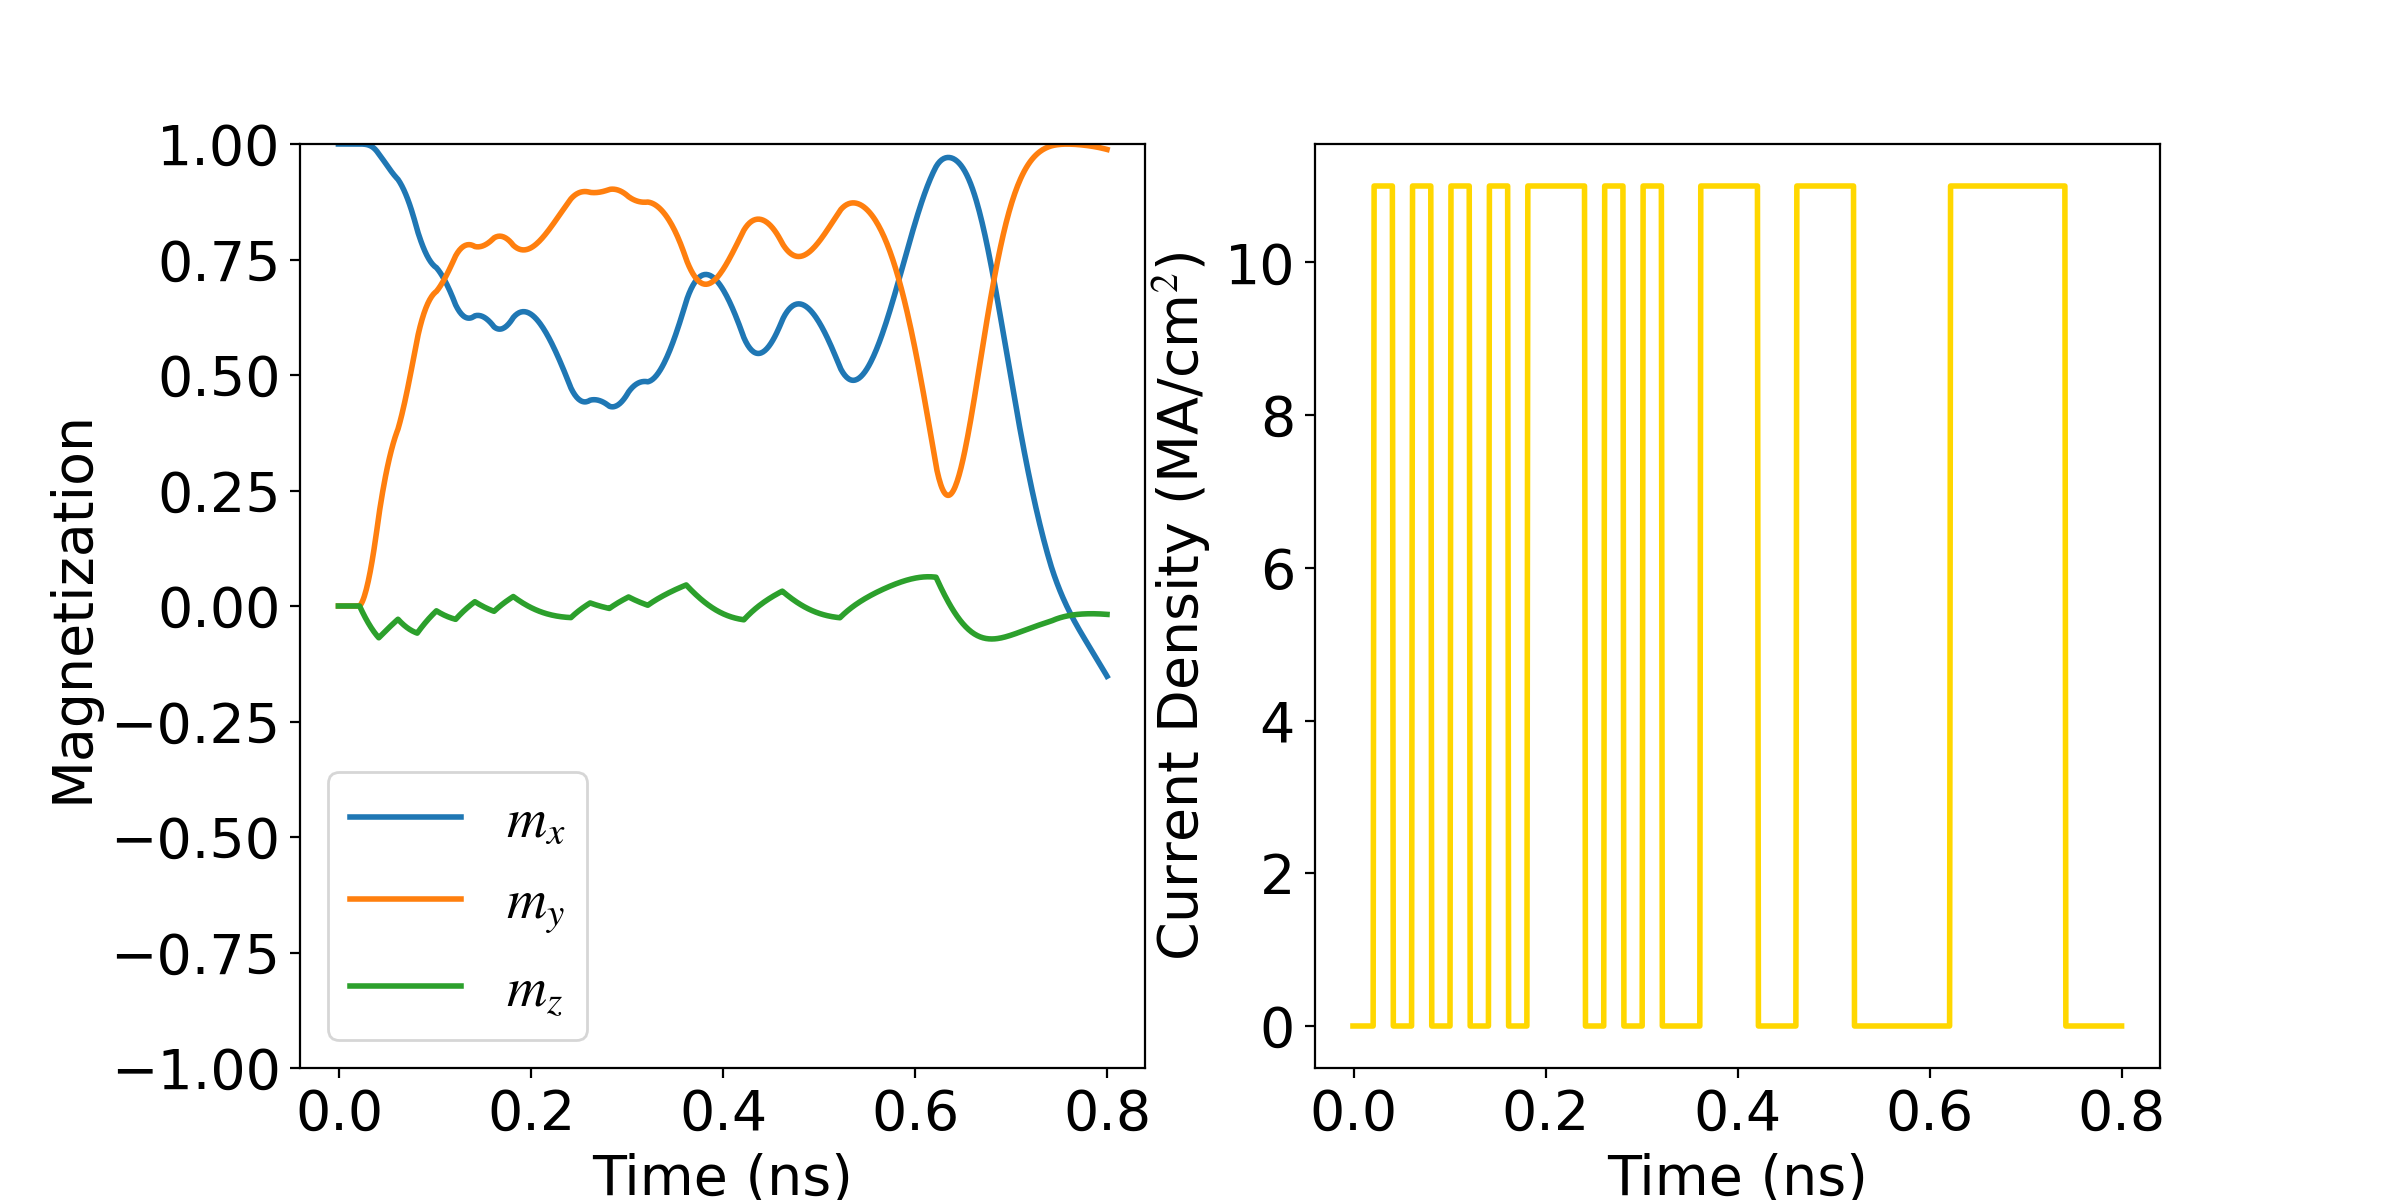 1.00
0.75
0.50
0.25
0.00
−0.25
−0.50
−0.75
−1.00
Magnetization
m_x
m_y
m_z
0.0 0.2 0.4 0.6 0.8
Time (ns)
10
8
6
4
2
0
Current Density (MA/cm²)
0.0 0.2 0.4 0.6 0.8
Time (ns)